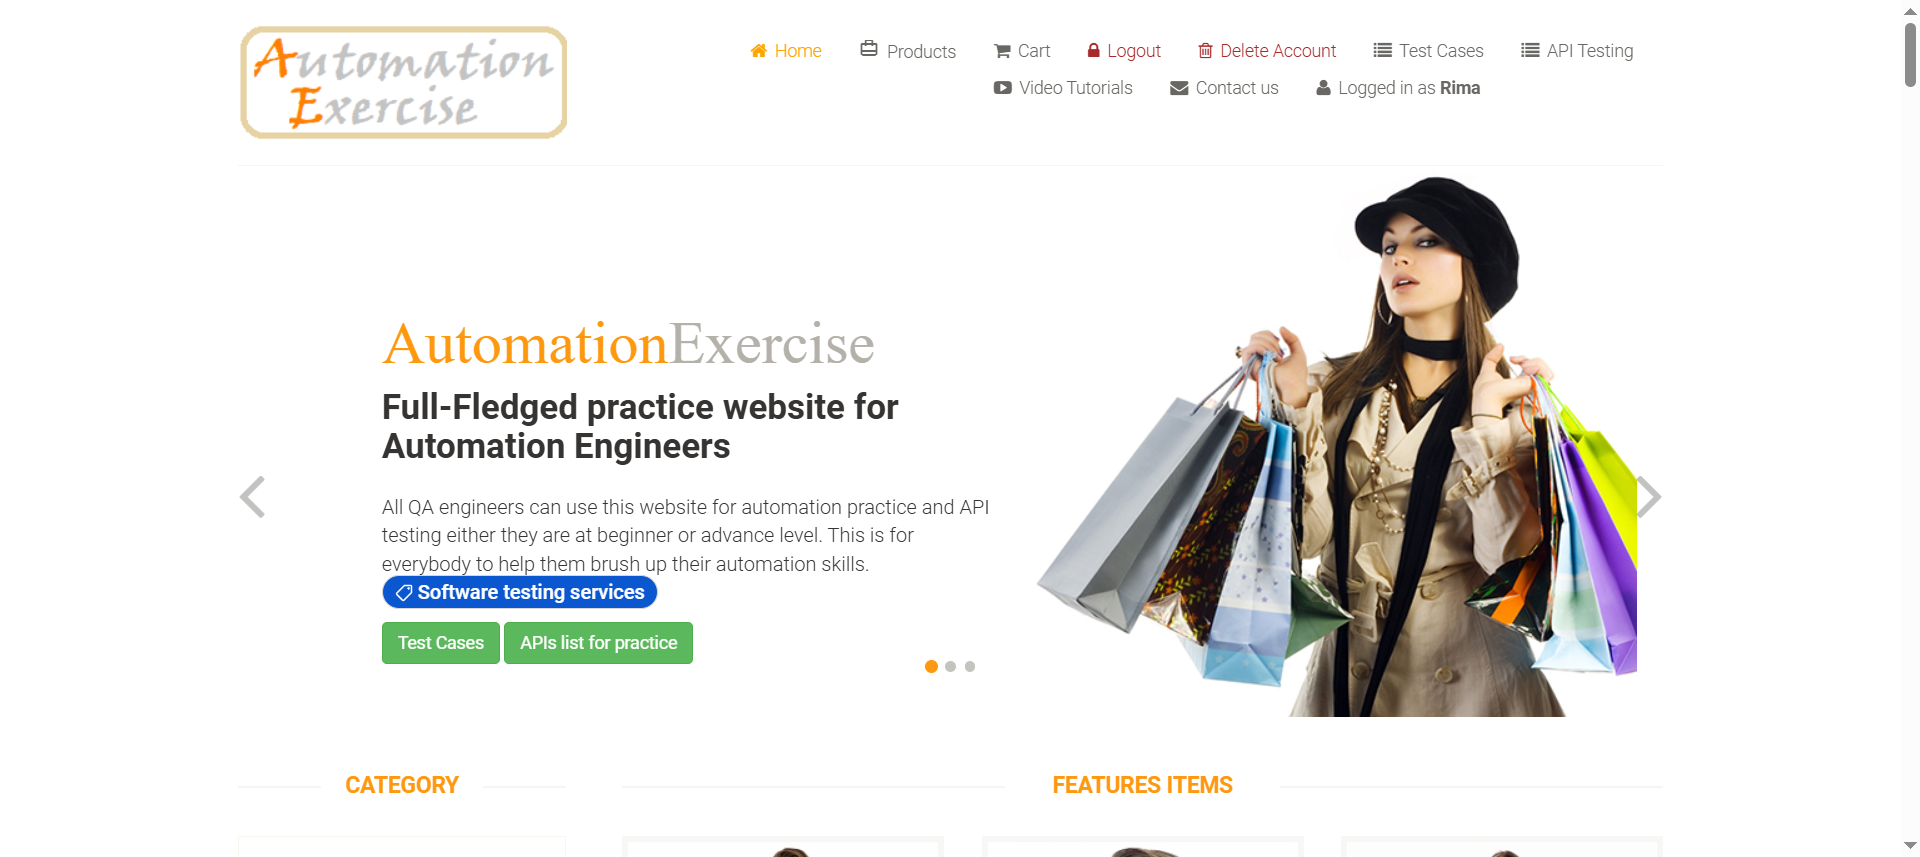 Automation
Exercise
Home Products Cart Logout Delete Account Test Cases API Testing
Video Tutorials Contact us Logged in as Rima
AutomationExercise
Full-Fledged practice website for
Automation Engineers
All QA engineers can use this website for automation practice and API
testing either they are at beginner or advance level. This is for
everybody to help them brush up their automation skills.
Software testing services
Test Cases APIs list for practice
CATEGORY FEATURES ITEMS